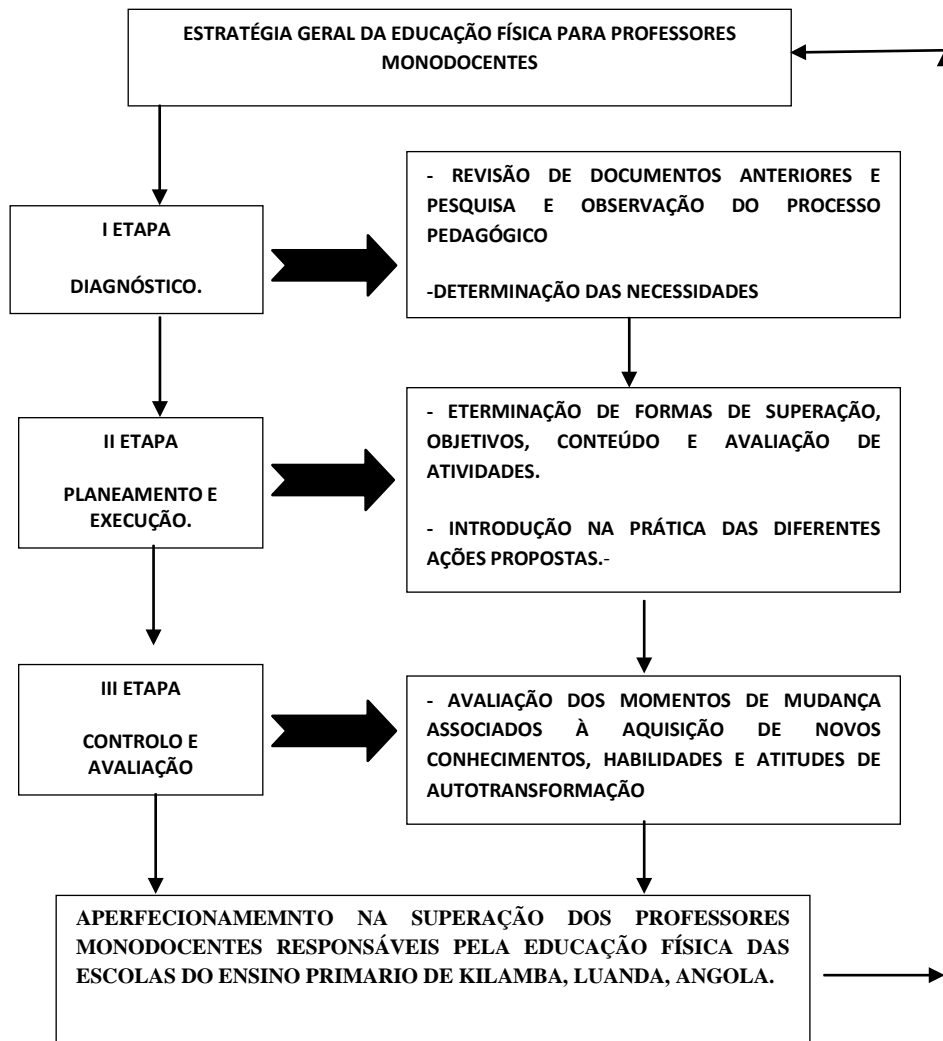 ESTRATÉGIA GERAL DA EDUCAÇÃO FÍSICA PARA PROFESSORES
MONODOCENTES
I ETAPA
DIAGNÓSTICO.
- REVISÃO DE DOCUMENTOS ANTERIORES E
PESQUISA E OBSERVAÇÃO DO PROCESSO
PEDAGÓGICO
-DETERMINAÇÃO DAS NECESSIDADES
II ETAPA
PLANEAMENTO E
EXECUÇÃO.
- ETERMINAÇÃO DE FORMAS DE SUPERAÇÃO,
OBJETIVOS, CONTEÚDO E AVALIAÇÃO DE
ATIVIDADES.
- INTRODUÇÃO NA PRÁTICA DAS DIFERENTES
AÇÕES PROPOSTAS.-
III ETAPA
CONTROLO E
AVALIAÇÃO
- AVALIAÇÃO DOS MOMENTOS DE MUDANÇA
ASSOCIADOS À AQUISIÇÃO DE NOVOS
CONHECIMENTOS, HABILIDADES E ATITUDES DE
AUTOTRANSFORMAÇÃO
APERFECIONAMEMNTO NA SUPERAÇÃO DOS PROFESSORES
MONODOCENTES RESPONSÁVEIS PELA EDUCAÇÃO FÍSICA DAS
ESCOLAS DO ENSINO PRIMARIO DE KILAMBA, LUANDA, ANGOLA.